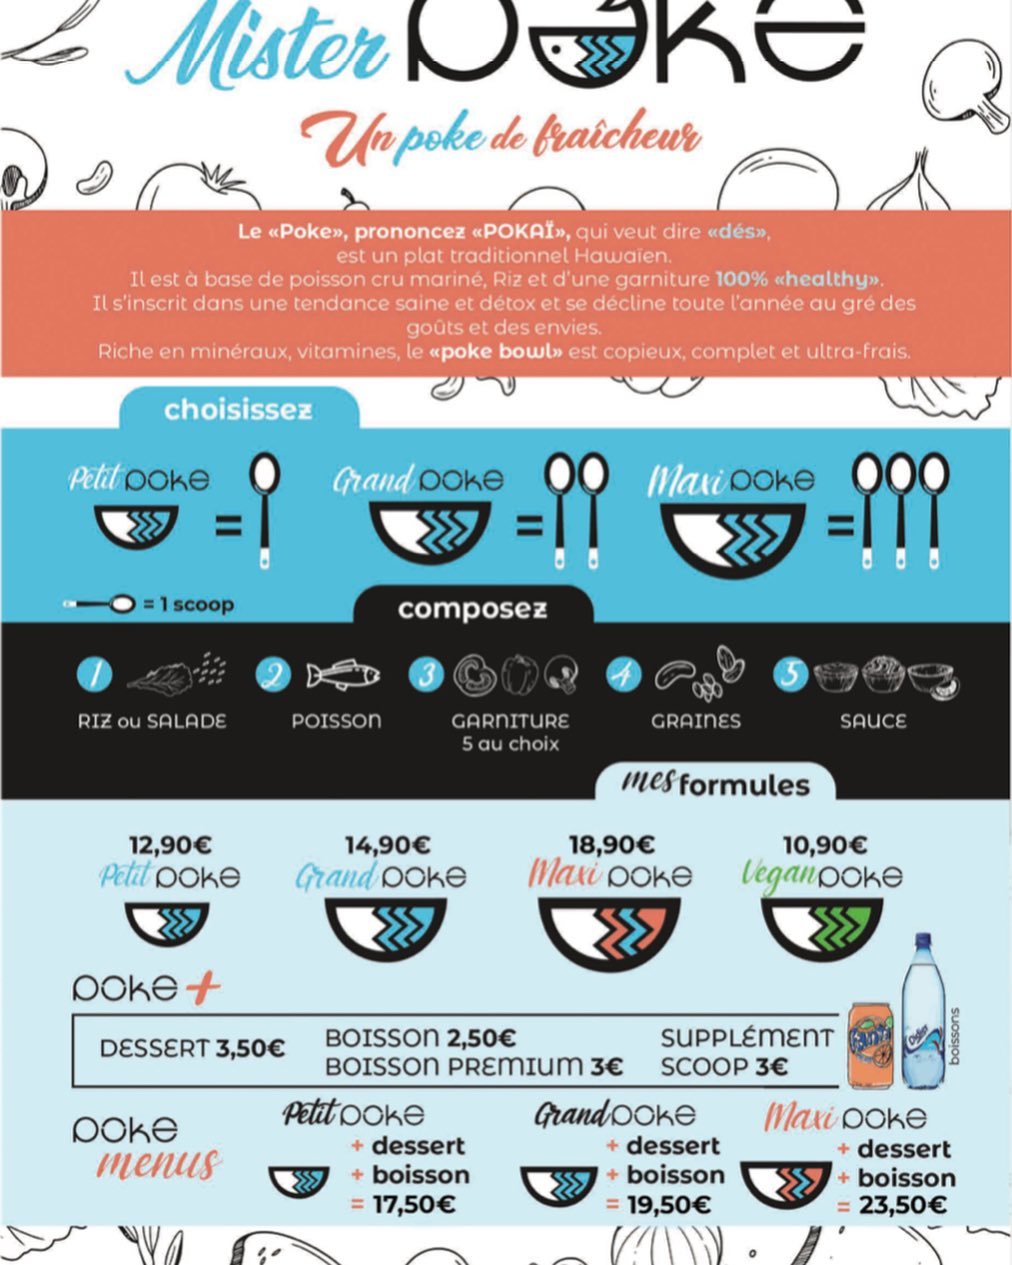 Mister poke
Un poke de fraîcheur
Le «Poke», prononcez «POKAÏ», qui veut dire «dés»,
est un plat traditionnel Hawaïen.
Il est à base de poisson cru mariné, Riz et d'une garniture 100% «healthy».
Il s'inscrit dans une tendance saine et détox et se décline toute l'année au gré des
goûts et des envies.
Riche en minéraux, vitamines, le «poke bowl» est copieux, complet et ultra-frais.
choisissez
Petit poke =
Grand poke =
Maxi poke =
= 1 scoop
composez
1 RIZ ou SALADE
2 POISSON
3 GARNITURE
5 au choix
4 GRAINES
5 SAUCE
mes formules
12,90€
Petit poke
14,90€
Grand poke
18,90€
Maxi poke
10,90€
Vegan poke
poke +
DESSERT 3,50€
BOISSON 2,50€
BOISSON PREMIUM 3€
SUPPLÉMENT
SCOOP 3€
Fanta
boissons
poke
menus
Petit poke
+ dessert
+ boisson
= 17,50€
Grand poke
+ dessert
+ boisson
= 19,50€
Maxi poke
+ dessert
+ boisson
= 23,50€